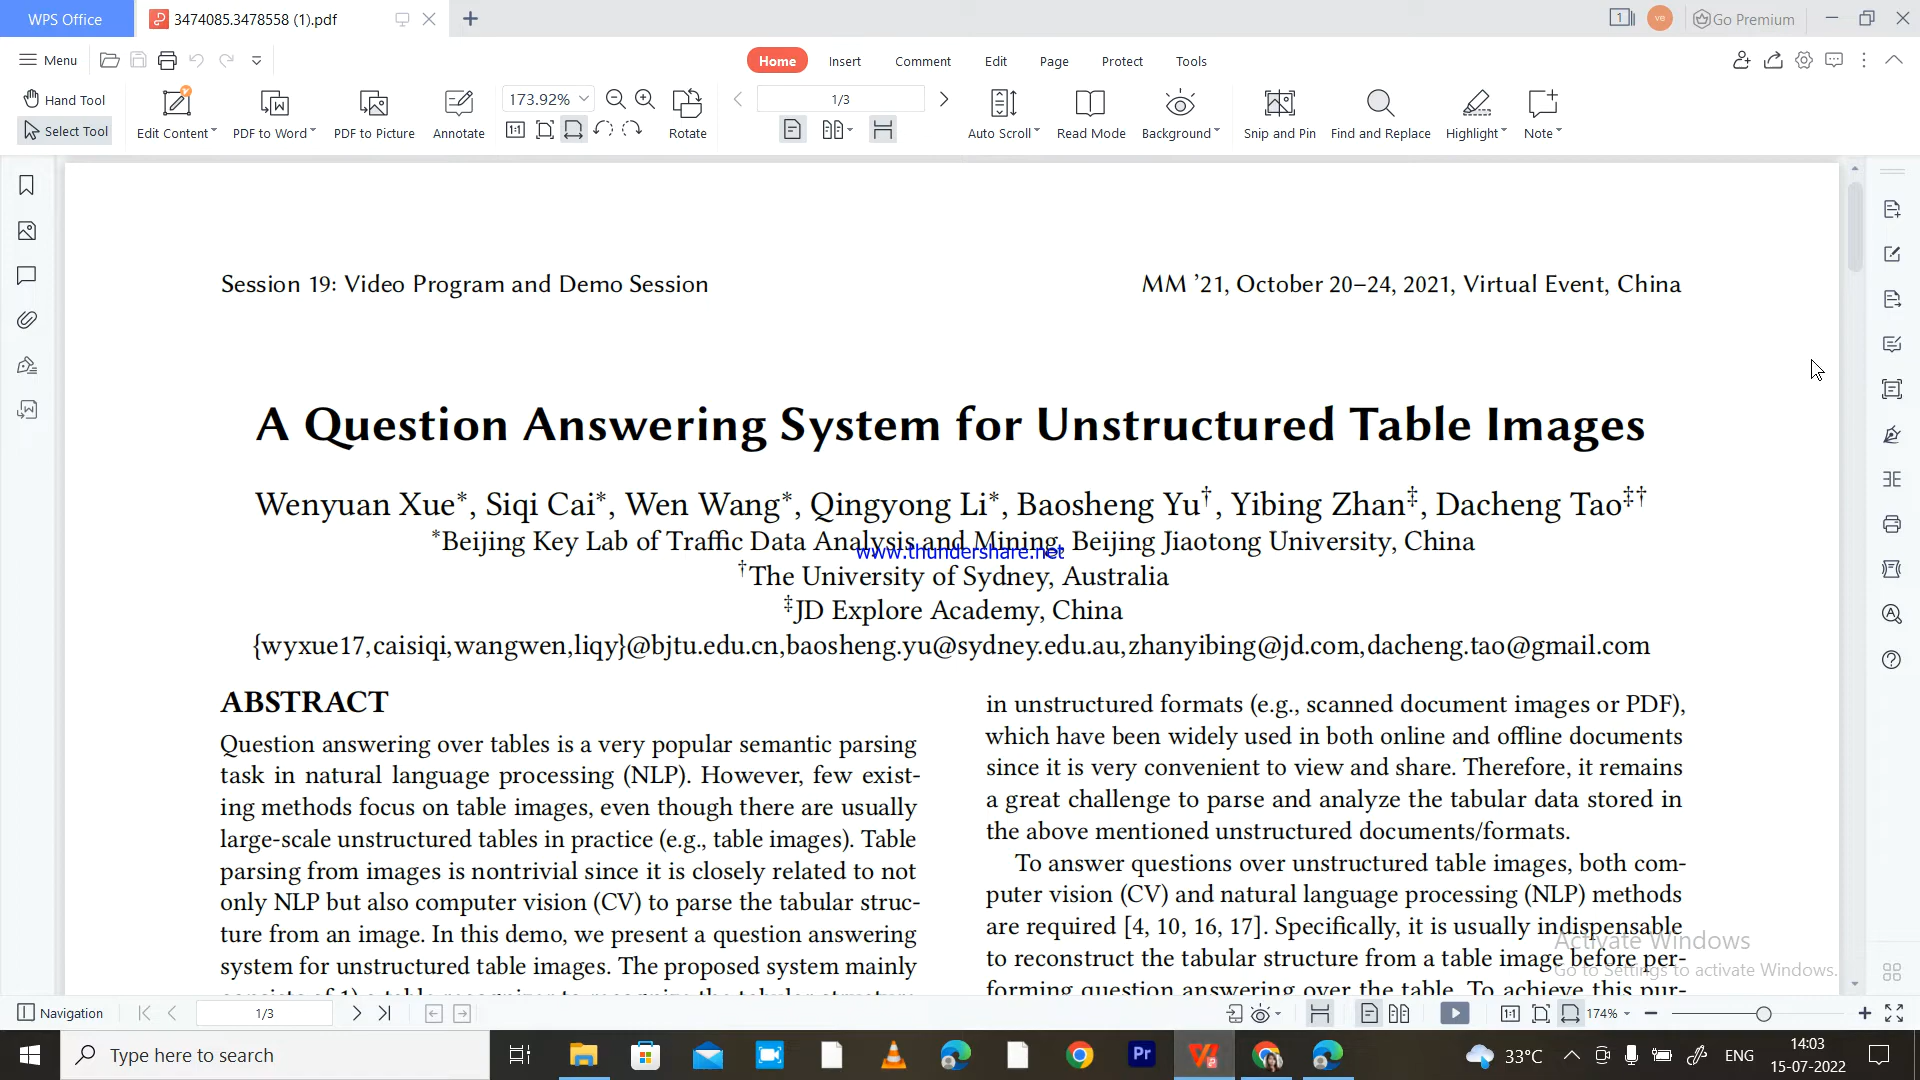 WPS Office
3474085.3478558 (1).pdf
1
VB
Go Premium
Menu
Home
Insert
Comment
Edit
Page
Protect
Tools
Hand Tool
Select Tool
Edit Content
PDF to Word
PDF to Picture
Annotate
173.92%
1:1
Rotate
1/3
Auto Scroll
Read Mode
Background
Snip and Pin
Find and Replace
Highlight
Note
Session 19: Video Program and Demo Session
MM ’21, October 20–24, 2021, Virtual Event, China
A Question Answering System for Unstructured Table Images
Wenyuan Xue*, Siqi Cai*, Wen Wang*, Qingyong Li*, Baosheng Yu†, Yibing Zhan‡, Dacheng Tao‡†
*Beijing Key Lab of Traffic Data Analysis and Mining, Beijing Jiaotong University, China
www.thundershare.net
†The University of Sydney, Australia
‡JD Explore Academy, China
{wyxue17,caisiqi,wangwen,liqy}@bjtu.edu.cn,baosheng.yu@sydney.edu.au,zhanyibing@jd.com,dacheng.tao@gmail.com
ABSTRACT
Question answering over tables is a very popular semantic parsing
task in natural language processing (NLP). However, few exist-
ing methods focus on table images, even though there are usually
large-scale unstructured tables in practice (e.g., table images). Table
parsing from images is nontrivial since it is closely related to not
only NLP but also computer vision (CV) to parse the tabular struc-
ture from an image. In this demo, we present a question answering
system for unstructured table images. The proposed system mainly
in unstructured formats (e.g., scanned document images or PDF),
which have been widely used in both online and offline documents
since it is very convenient to view and share. Therefore, it remains
a great challenge to parse and analyze the tabular data stored in
the above mentioned unstructured documents/formats.
To answer questions over unstructured table images, both com-
puter vision (CV) and natural language processing (NLP) methods
are required [4, 10, 16, 17]. Specifically, it is usually indispensable
to reconstruct the tabular structure from a table image before per-
forming question answering over the table. To achieve this pur-
Activate Windows
Go to Settings to activate Windows.
Navigation
1/3
1:1
174%
Type here to search
Pr
33°C
ENG
14:03
15-07-2022